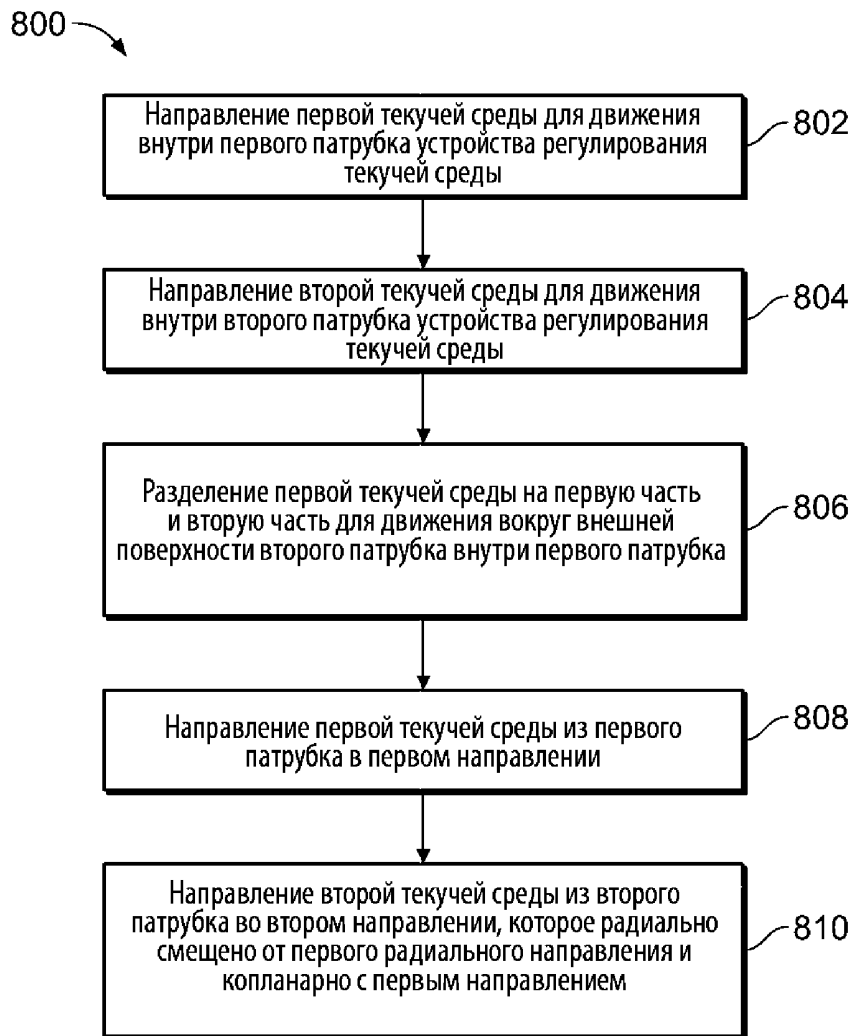 800
Направление первой текучей среды для движения
внутри первого патрубка устройства регулирования
текучей среды
802
Направление второй текучей среды для движения
внутри второго патрубка устройства регулирования
текучей среды
804
Разделение первой текучей среды на первую часть
и вторую часть для движения вокруг внешней
поверхности второго патрубка внутри первого патрубка
806
Направление первой текучей среды из первого
патрубка в первом направлении
808
Направление второй текучей среды из второго
патрубка во втором направлении, которое радиально
смещено от первого радиального направления и
копланарно с первым направлением
810